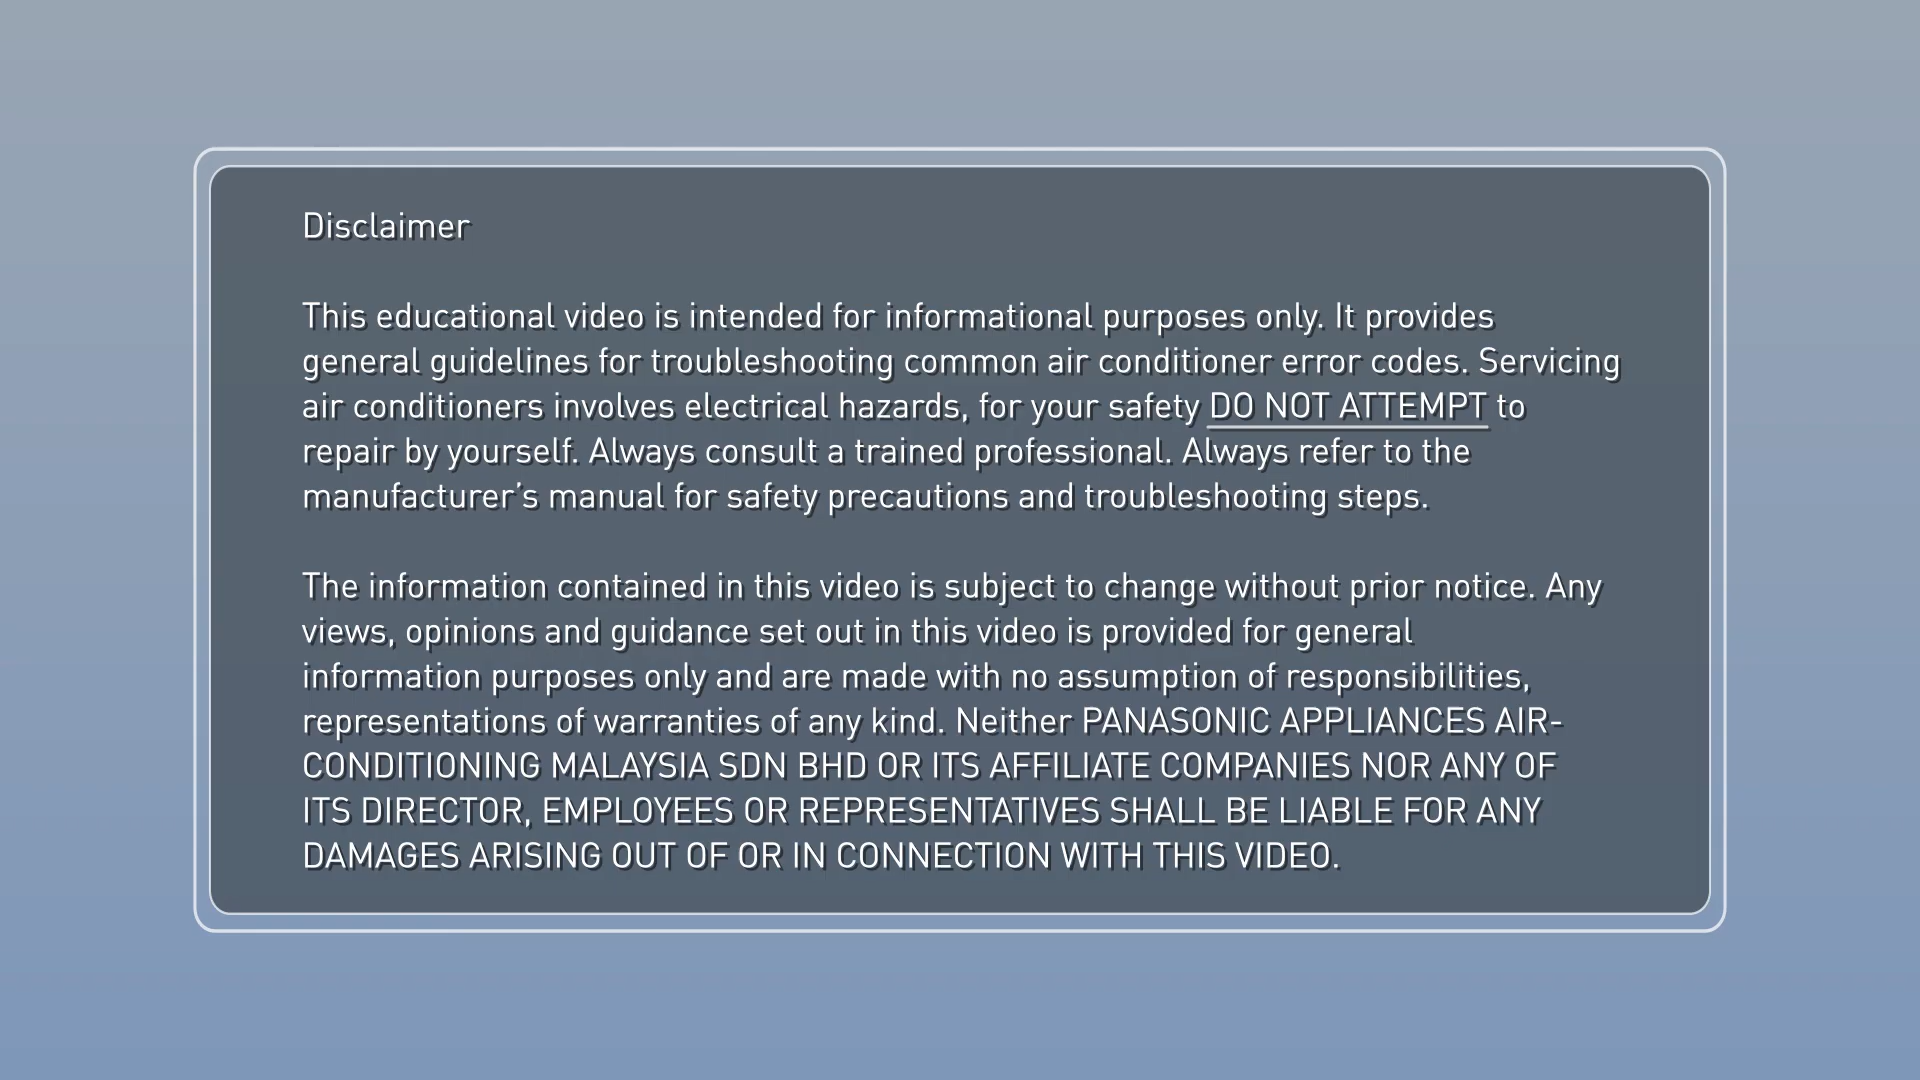 Disclaimer
This educational video is intended for informational purposes only. It provides
general guidelines for troubleshooting common air conditioner error codes. Servicing
air conditioners involves electrical hazards, for your safety DO NOT ATTEMPT to
repair by yourself. Always consult a trained professional. Always refer to the
manufacturer’s manual for safety precautions and troubleshooting steps.
The information contained in this video is subject to change without prior notice. Any
views, opinions and guidance set out in this video is provided for general
information purposes only and are made with no assumption of responsibilities,
representations of warranties of any kind. Neither PANASONIC APPLIANCES AIR-
CONDITIONING MALAYSIA SDN BHD OR ITS AFFILIATE COMPANIES NOR ANY OF
ITS DIRECTOR, EMPLOYEES OR REPRESENTATIVES SHALL BE LIABLE FOR ANY
DAMAGES ARISING OUT OF OR IN CONNECTION WITH THIS VIDEO.